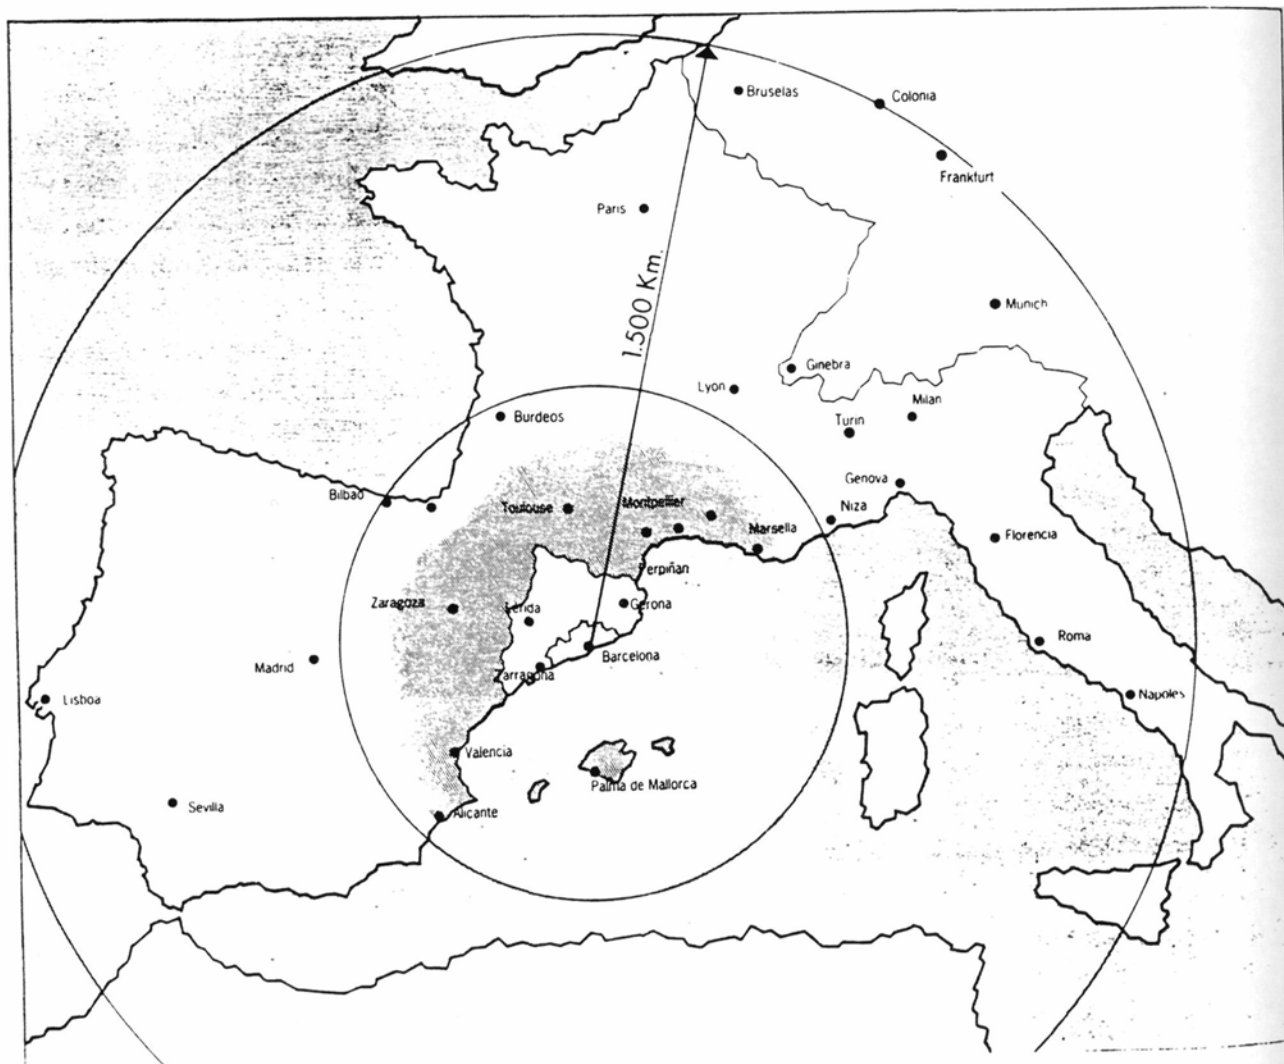 Bruselas
Colonia
Frankfurt
Paris
1.500 Km.
Munich
Ginebra
Lyon
Milan
Burdeos
Turin
Genova
Bilbao
Toulouse
Montpellier
Niza
Marsella
Florencia
Perpiñan
Zaragoza
Lérida
Gerona
Roma
Madrid
Barcelona
Tarragona
Lisboa
Napoles
Valencia
Palma de Mallorca
Sevilla
Alicante